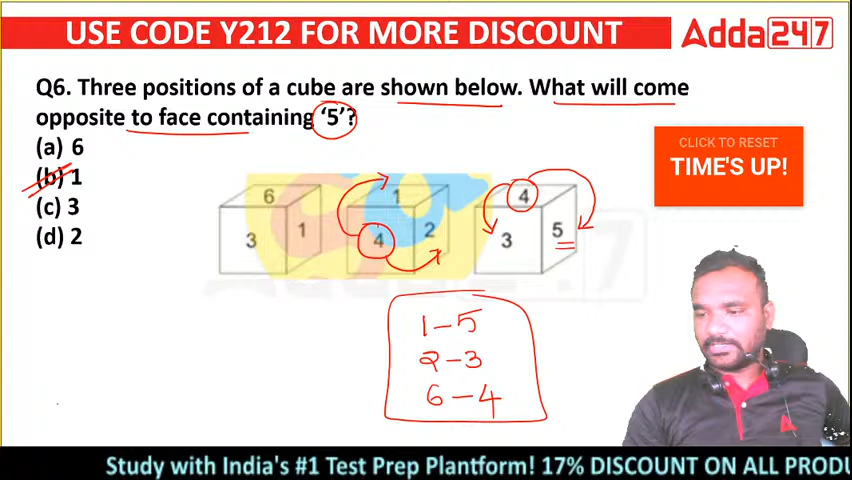 USE CODE Y212 FOR MORE DISCOUNT
Adda247
Q6. Three positions of a cube are shown below. What will come
opposite to face containing ‘5’?
(a) 6
(b) 1
(c) 3
(d) 2
CLICK TO RESET
TIME'S UP!
6
3
1
1
4
2
4
3
5
1-5
2-3
6-4
Study with India's #1 Test Prep Plantform! 17% DISCOUNT ON ALL PRODU